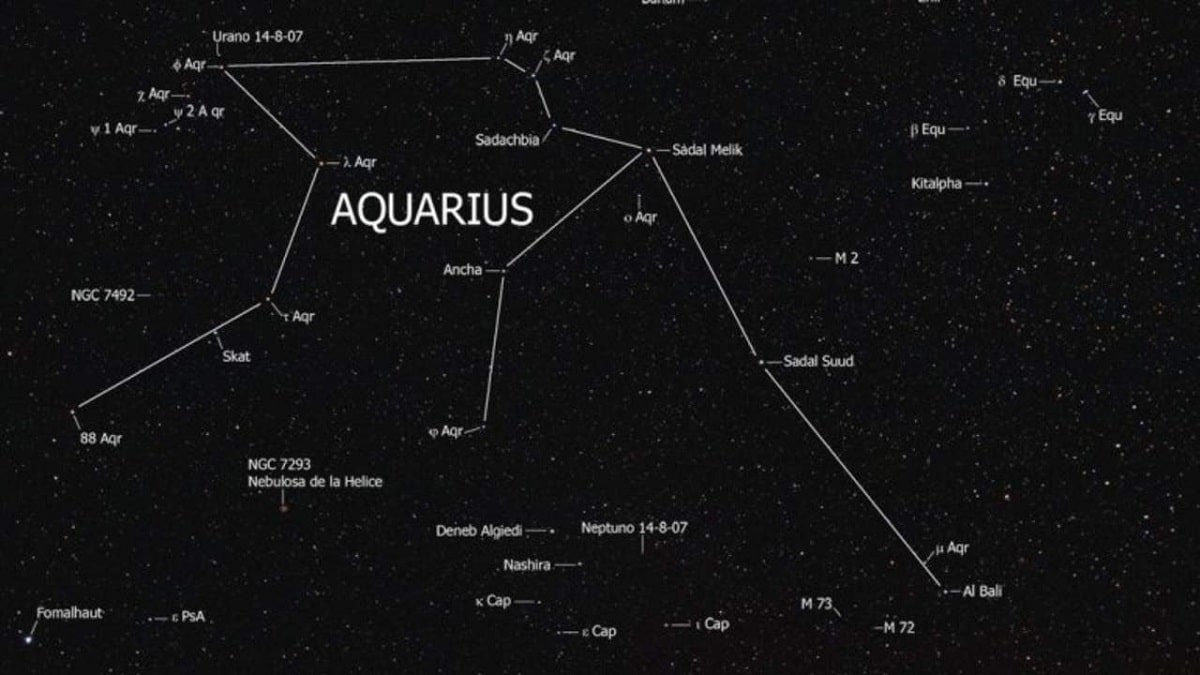 Urano 14-8-07
η Aqr
ζ Aqr
ϕ Aqr
δ Equ
χ Aqr
ψ 2 A qr
γ Equ
ψ 1 Aqr
β Equ
Sadachbia
Sadal Melik
λ Aqr
Kitalpha
AQUARIUS
ο Aqr
M 2
Ancha
NGC 7492
τ Aqr
Skat
Sadal Suud
φ Aqr
88 Aqr
NGC 7293
Nebulosa de la Helice
Deneb Algiedi
Neptuno 14-8-07
μ Aqr
Nashira
Al Bali
κ Cap
M 73
Fomalhaut
ε PsA
ι Cap
M 72
ε Cap